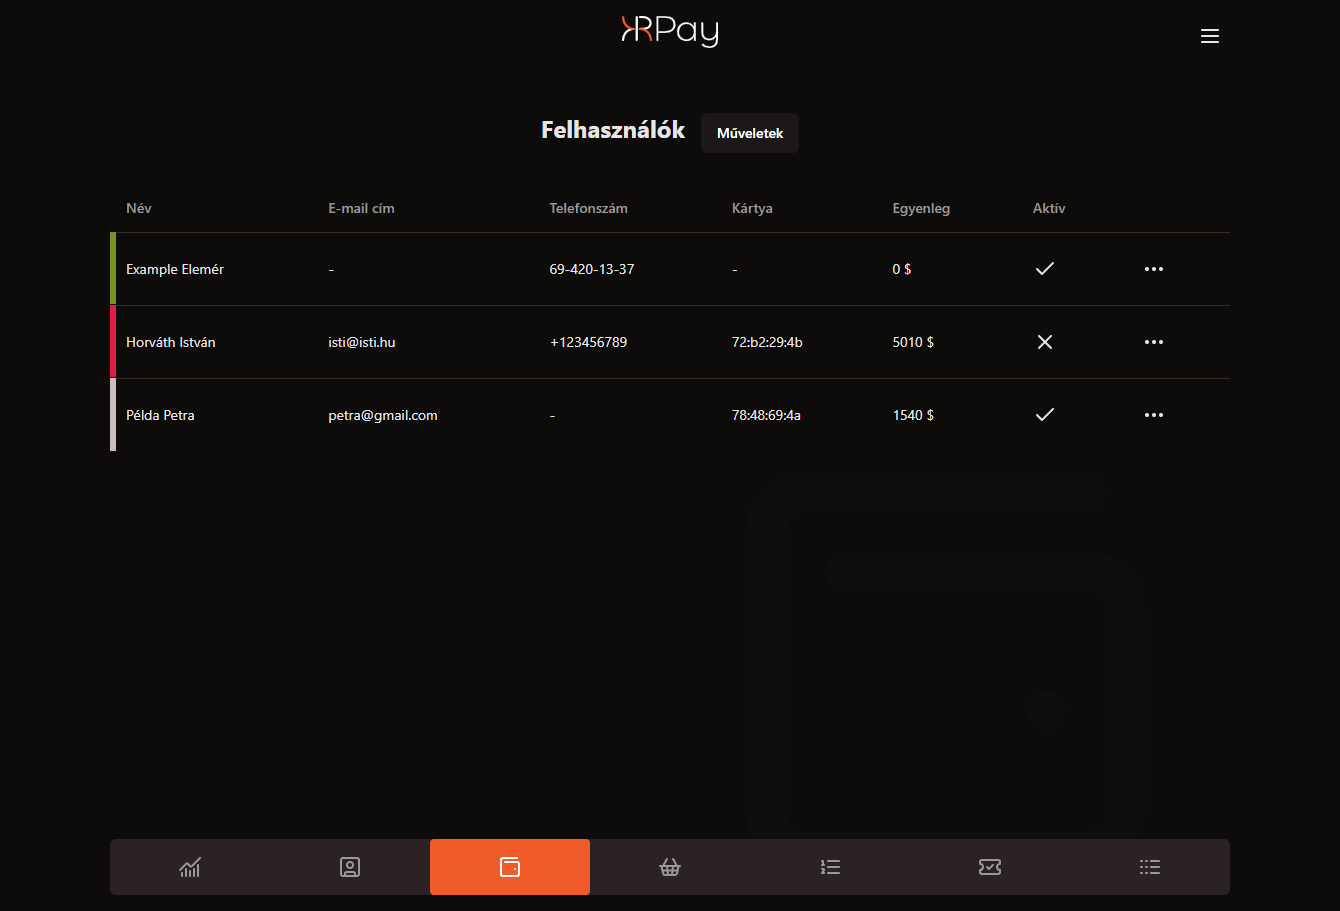 KRPay
Felhasználók Műveletek
Név E-mail cím Telefonszám Kártya Egyenleg Aktív
Example Elemér - 69-420-13-37 - 0 $
Horváth István isti@isti.hu +123456789 72:b2:29:4b 5010 $
Példa Petra petra@gmail.com - 78:48:69:4a 1540 $